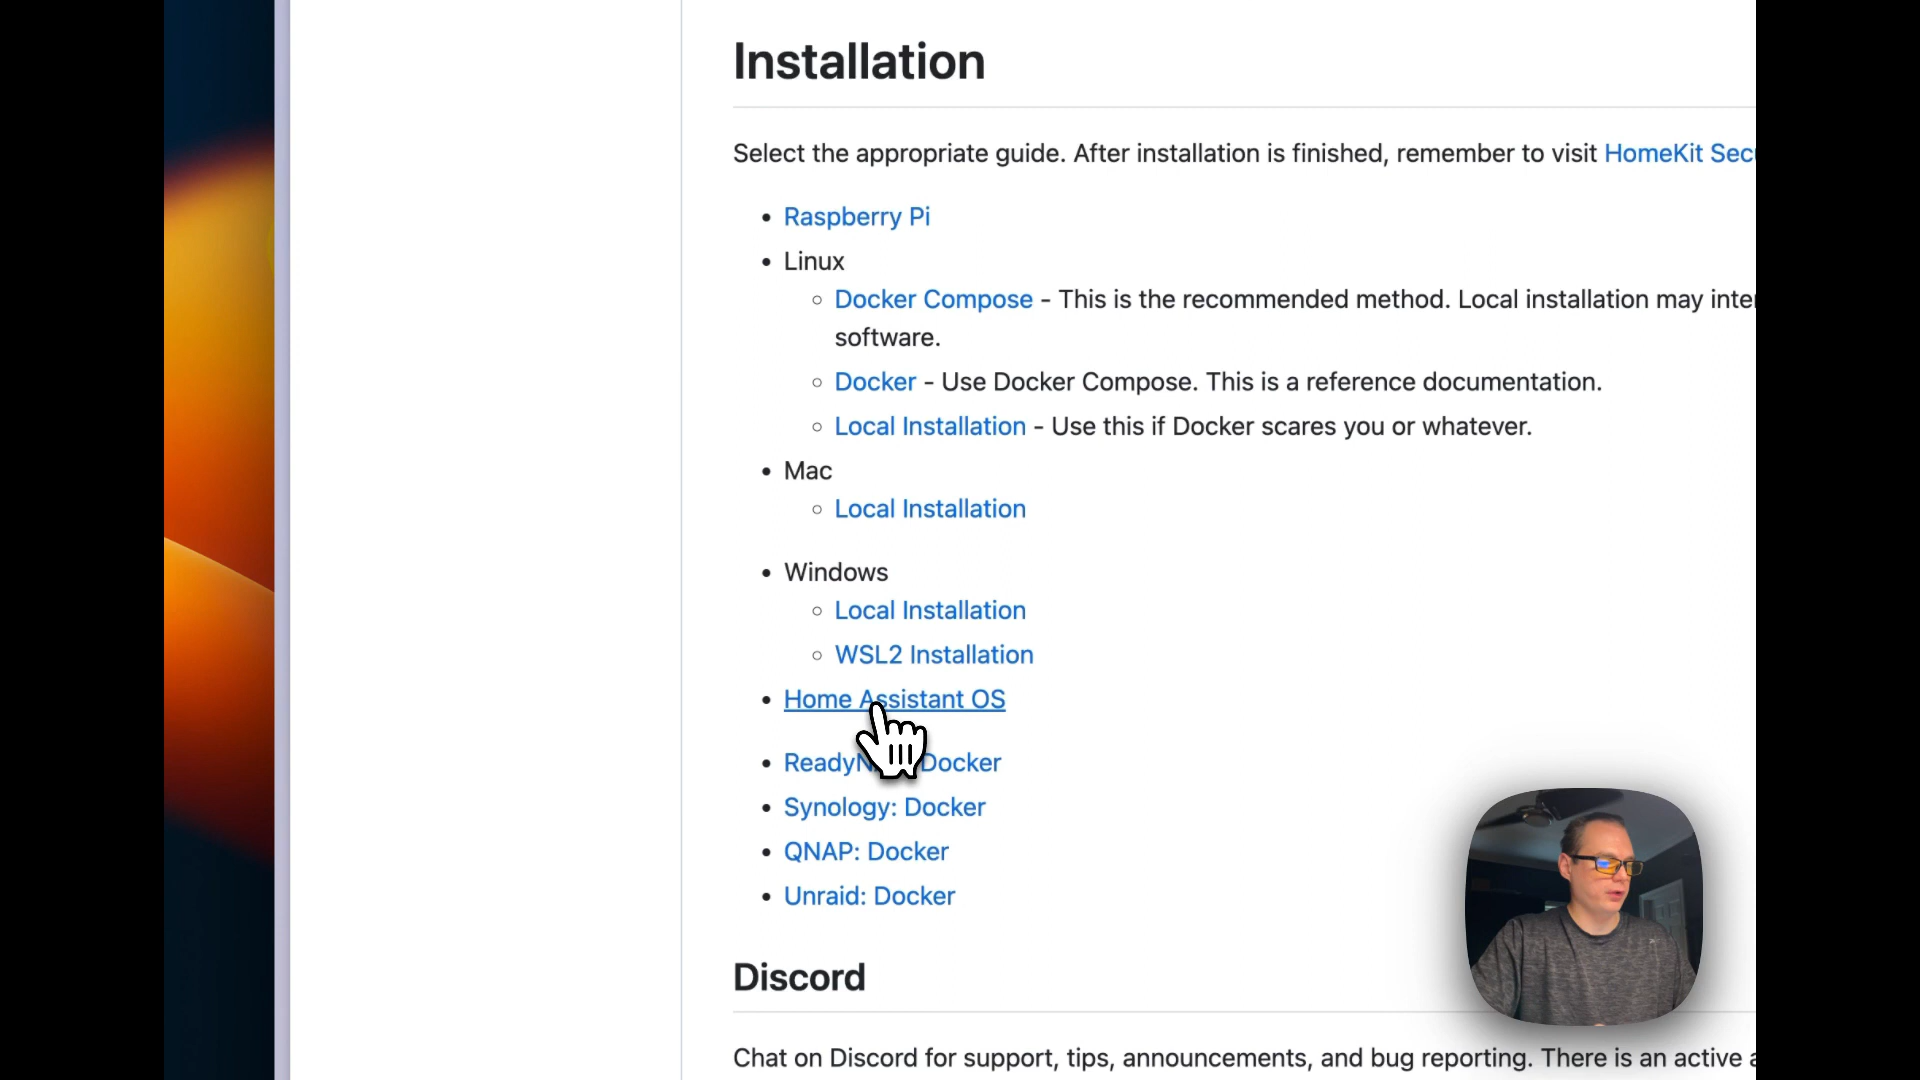 Installation
Select the appropriate guide. After installation is finished, remember to visit HomeKit Sec
• Raspberry Pi
• Linux
◦ Docker Compose - This is the recommended method. Local installation may inte
software.
◦ Docker - Use Docker Compose. This is a reference documentation.
◦ Local Installation - Use this if Docker scares you or whatever.
• Mac
◦ Local Installation
• Windows
◦ Local Installation
◦ WSL2 Installation
• Home Assistant OS
• Ready Docker
• Synology: Docker
• QNAP: Docker
• Unraid: Docker
Discord
Chat on Discord for support, tips, announcements, and bug reporting. There is an active